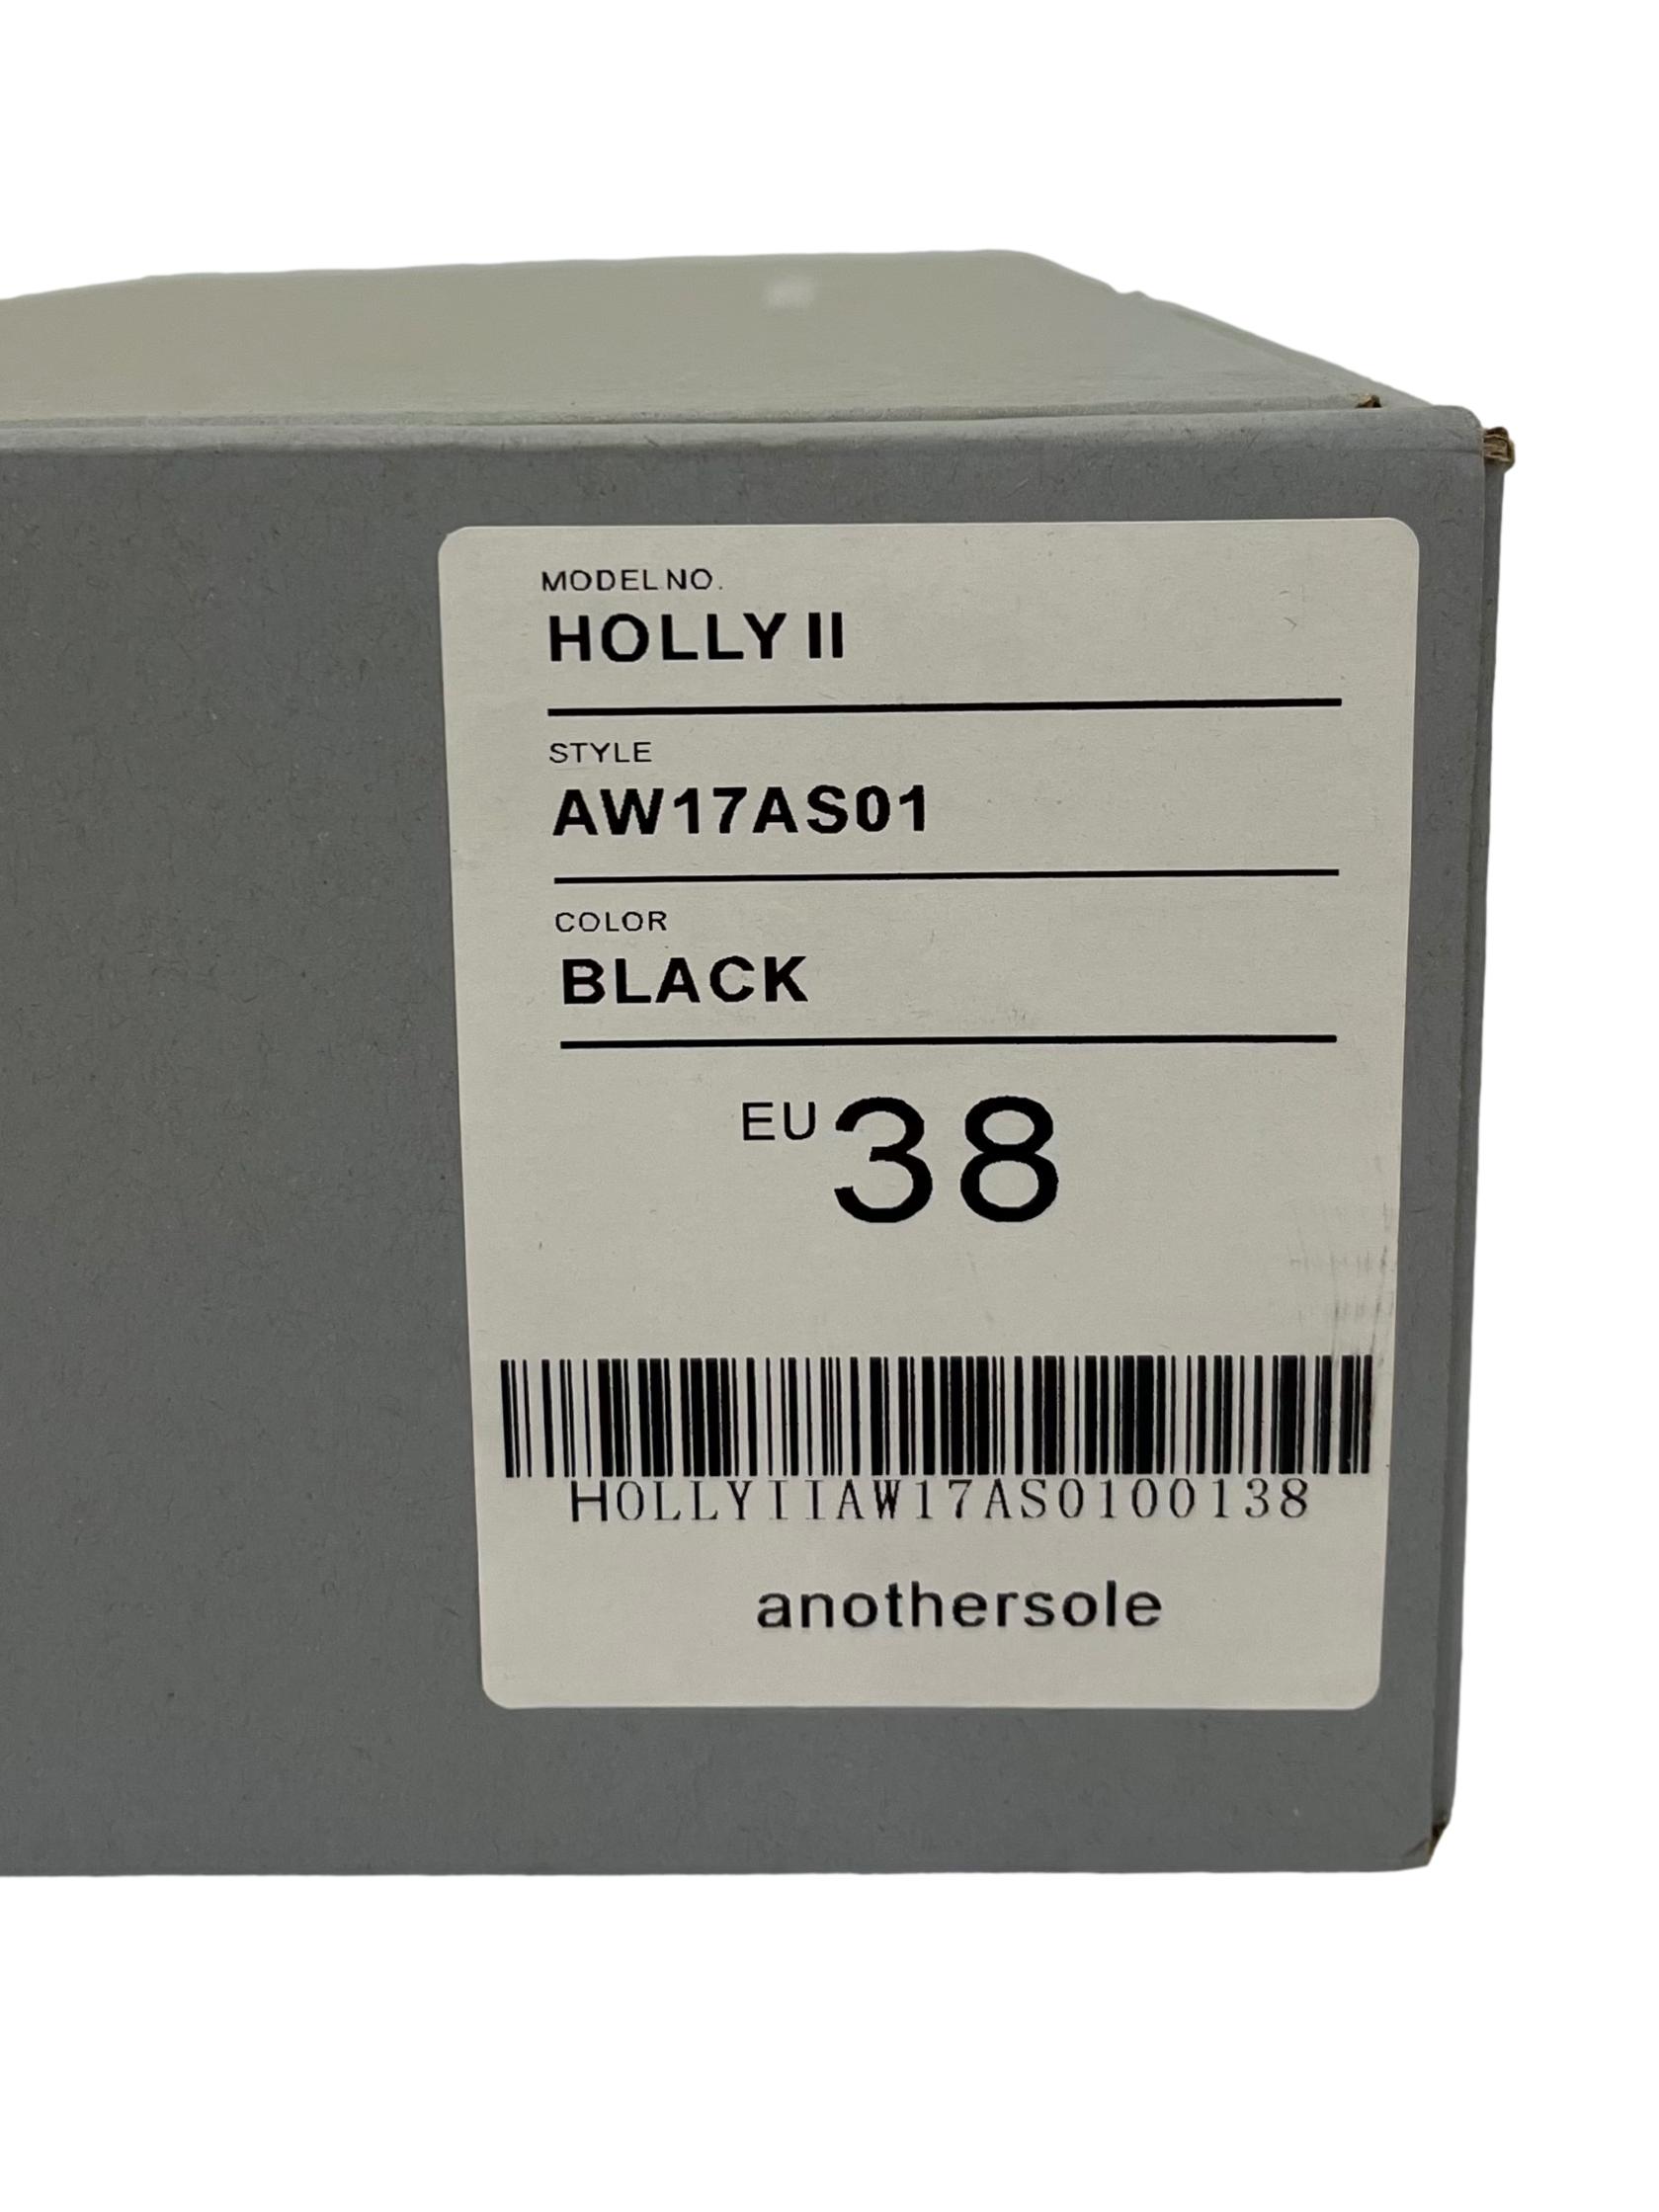 MODEL NO.
HOLLY II
STYLE
AW17AS01
COLOR
BLACK
EU 38
HOLLYIIAW17AS0100138
anothersole